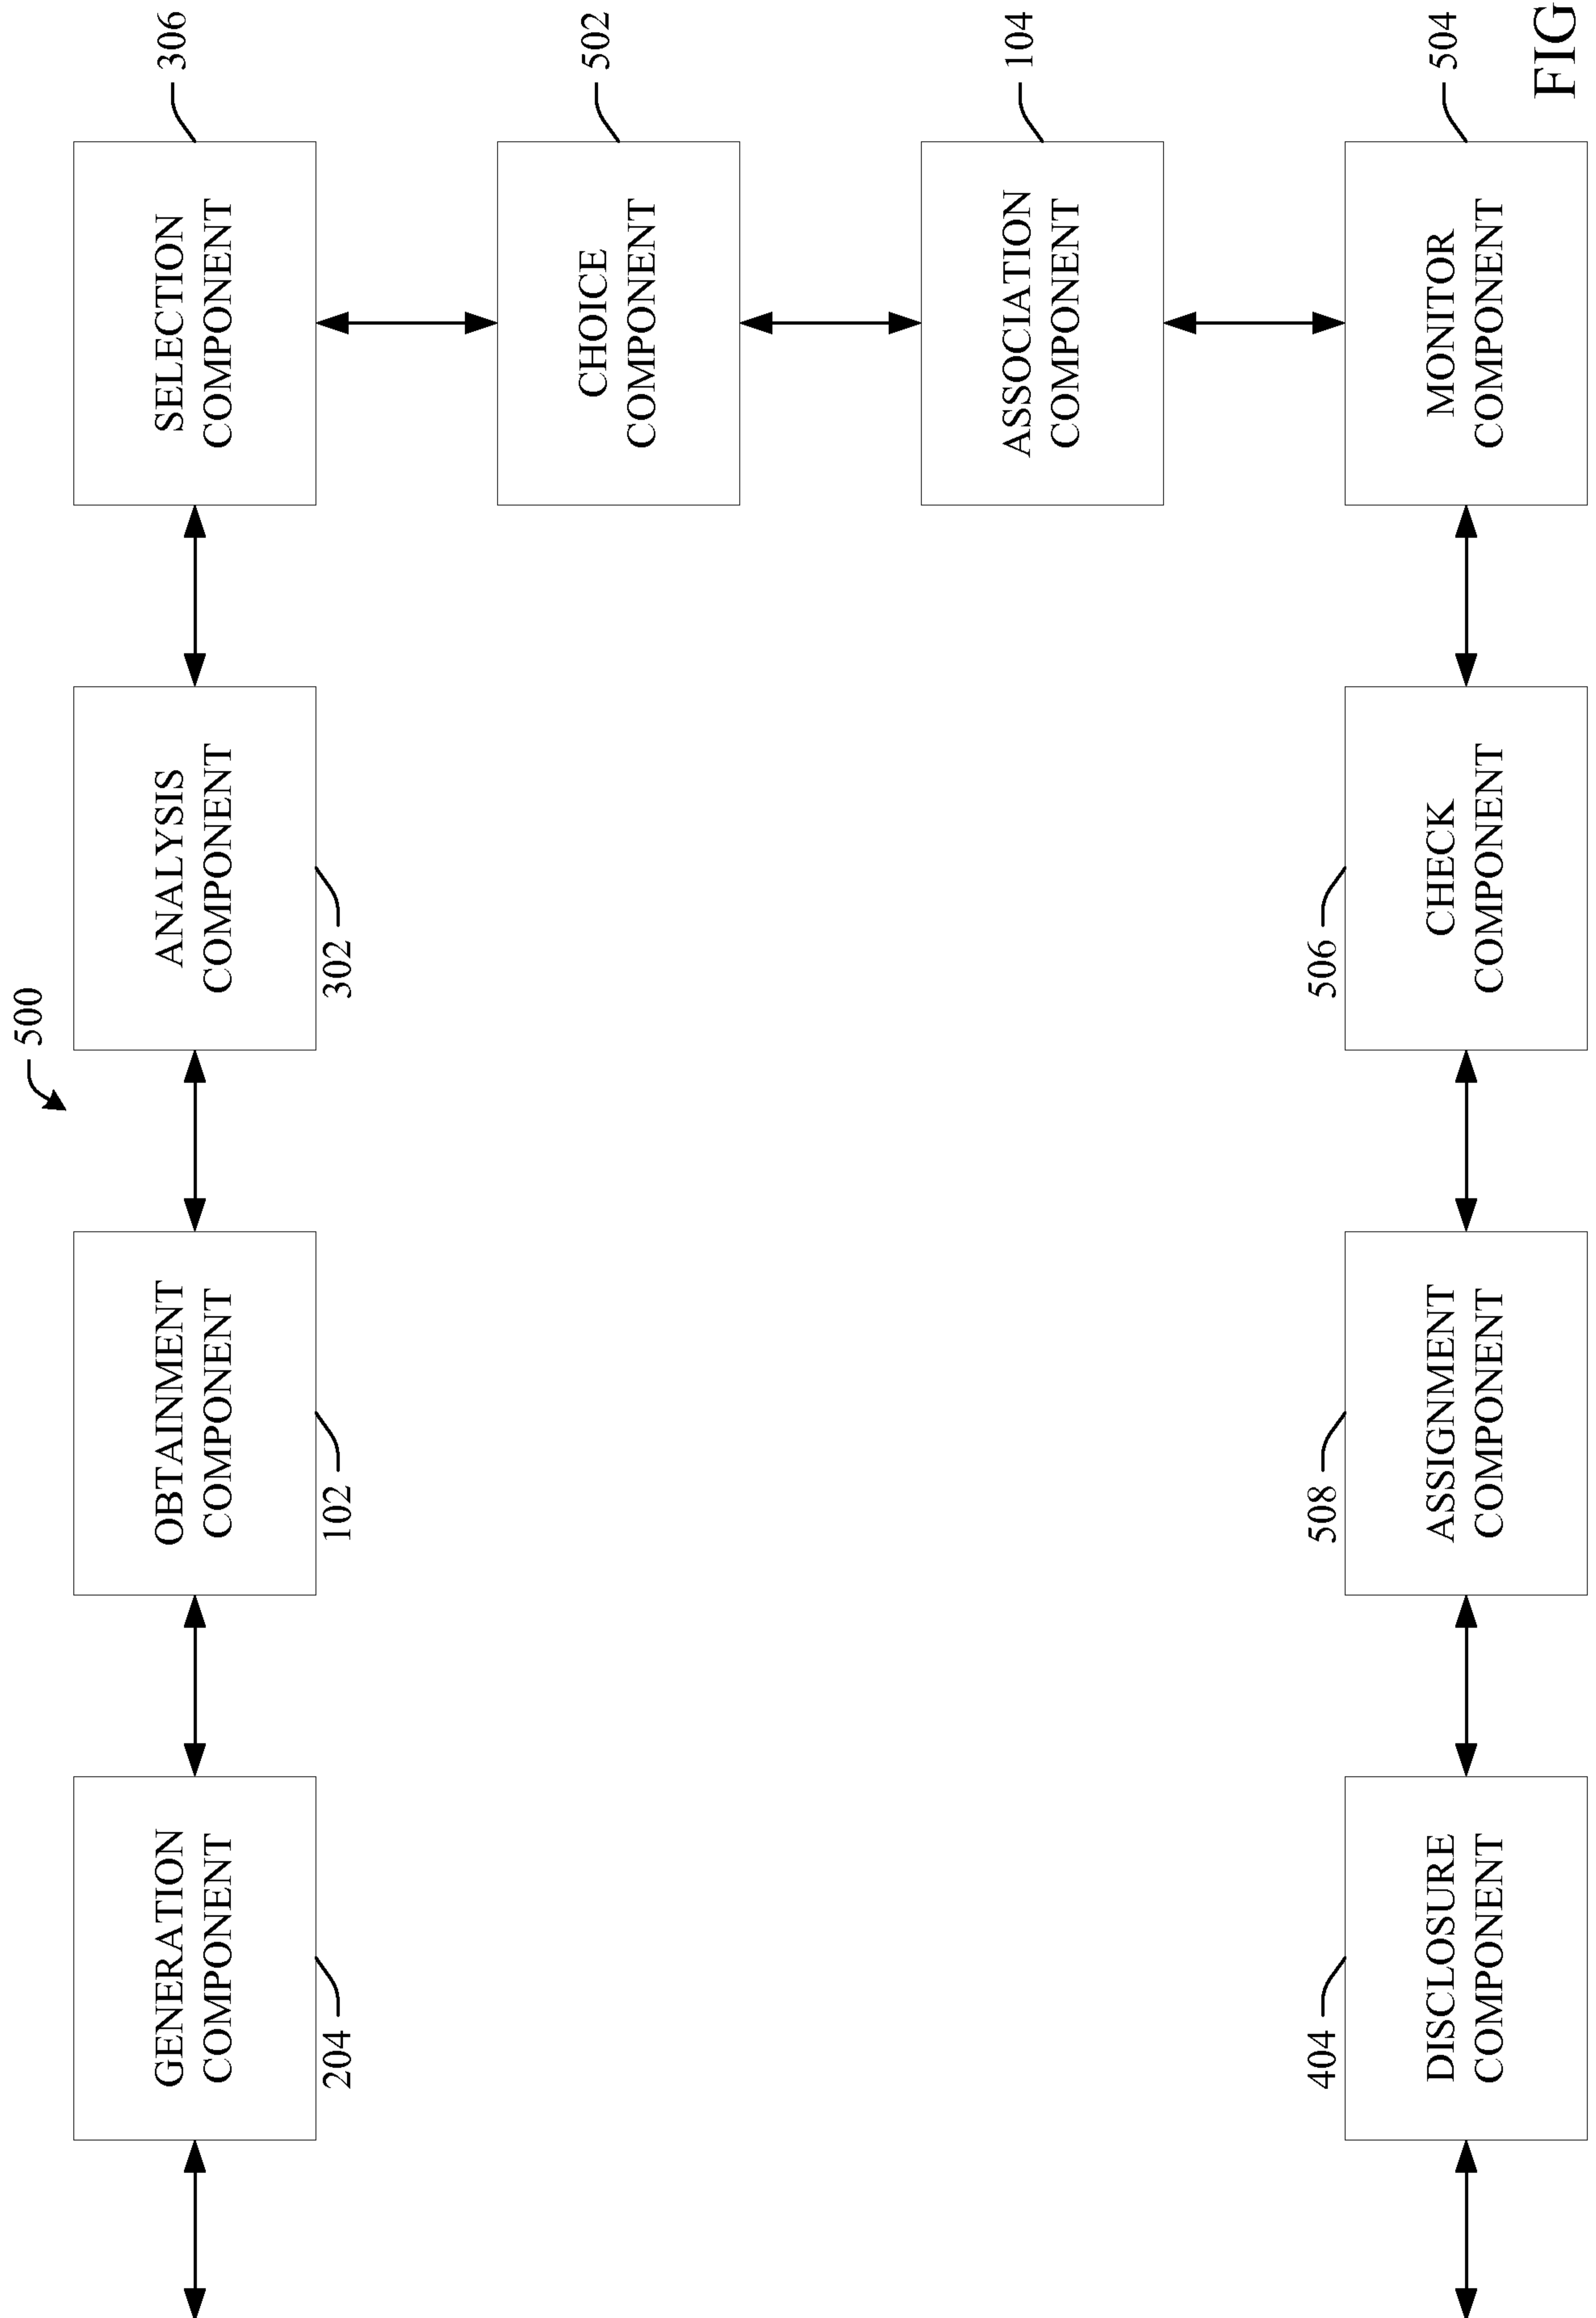 500
GENERATION
COMPONENT
204
OBTAINMENT
COMPONENT
102
ANALYSIS
COMPONENT
302
SELECTION
COMPONENT
306
CHOICE
COMPONENT
502
ASSOCIATION
COMPONENT
104
404
DISCLOSURE
COMPONENT
508
ASSIGNMENT
COMPONENT
506
CHECK
COMPONENT
MONITOR
COMPONENT
504
FIG